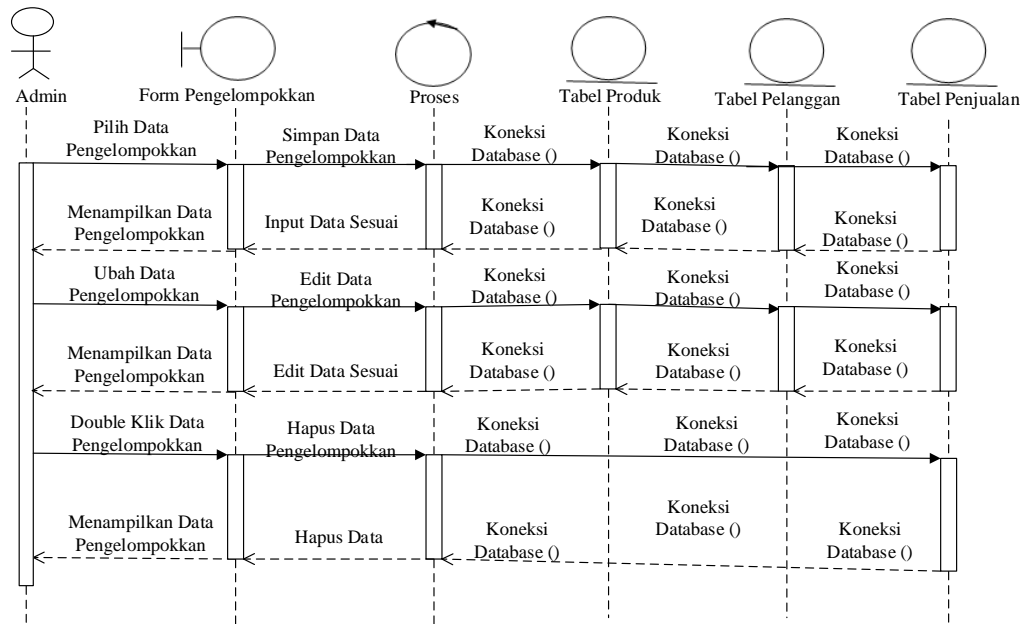 Admin
Form Pengelompokkan
Proses
Tabel Produk
Tabel Pelanggan
Tabel Penjualan
Pilih Data
Pengelompokkan
Simpan Data
Pengelompokkan
Koneksi
Database ()
Koneksi
Database ()
Koneksi
Database ()
Menampilkan Data
Pengelompokkan
Input Data Sesuai
Koneksi
Database ()
Koneksi
Database ()
Koneksi
Database ()
Ubah Data
Pengelompokkan
Edit Data
Pengelompokkan
Koneksi
Database ()
Koneksi
Database ()
Koneksi
Database ()
Menampilkan Data
Pengelompokkan
Edit Data Sesuai
Koneksi
Database ()
Koneksi
Database ()
Koneksi
Database ()
Double Klik Data
Pengelompokkan
Hapus Data
Pengelompokkan
Koneksi
Database ()
Koneksi
Database ()
Koneksi
Database ()
Menampilkan Data
Pengelompokkan
Hapus Data
Koneksi
Database ()
Koneksi
Database ()
Koneksi
Database ()